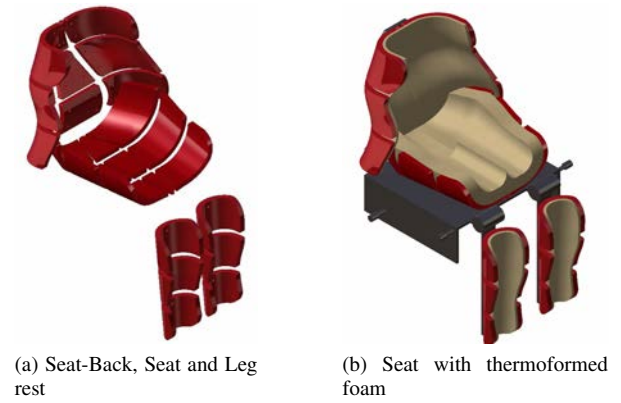 (a) Seat-Back, Seat and Leg
rest
(b) Seat with thermoformed
foam